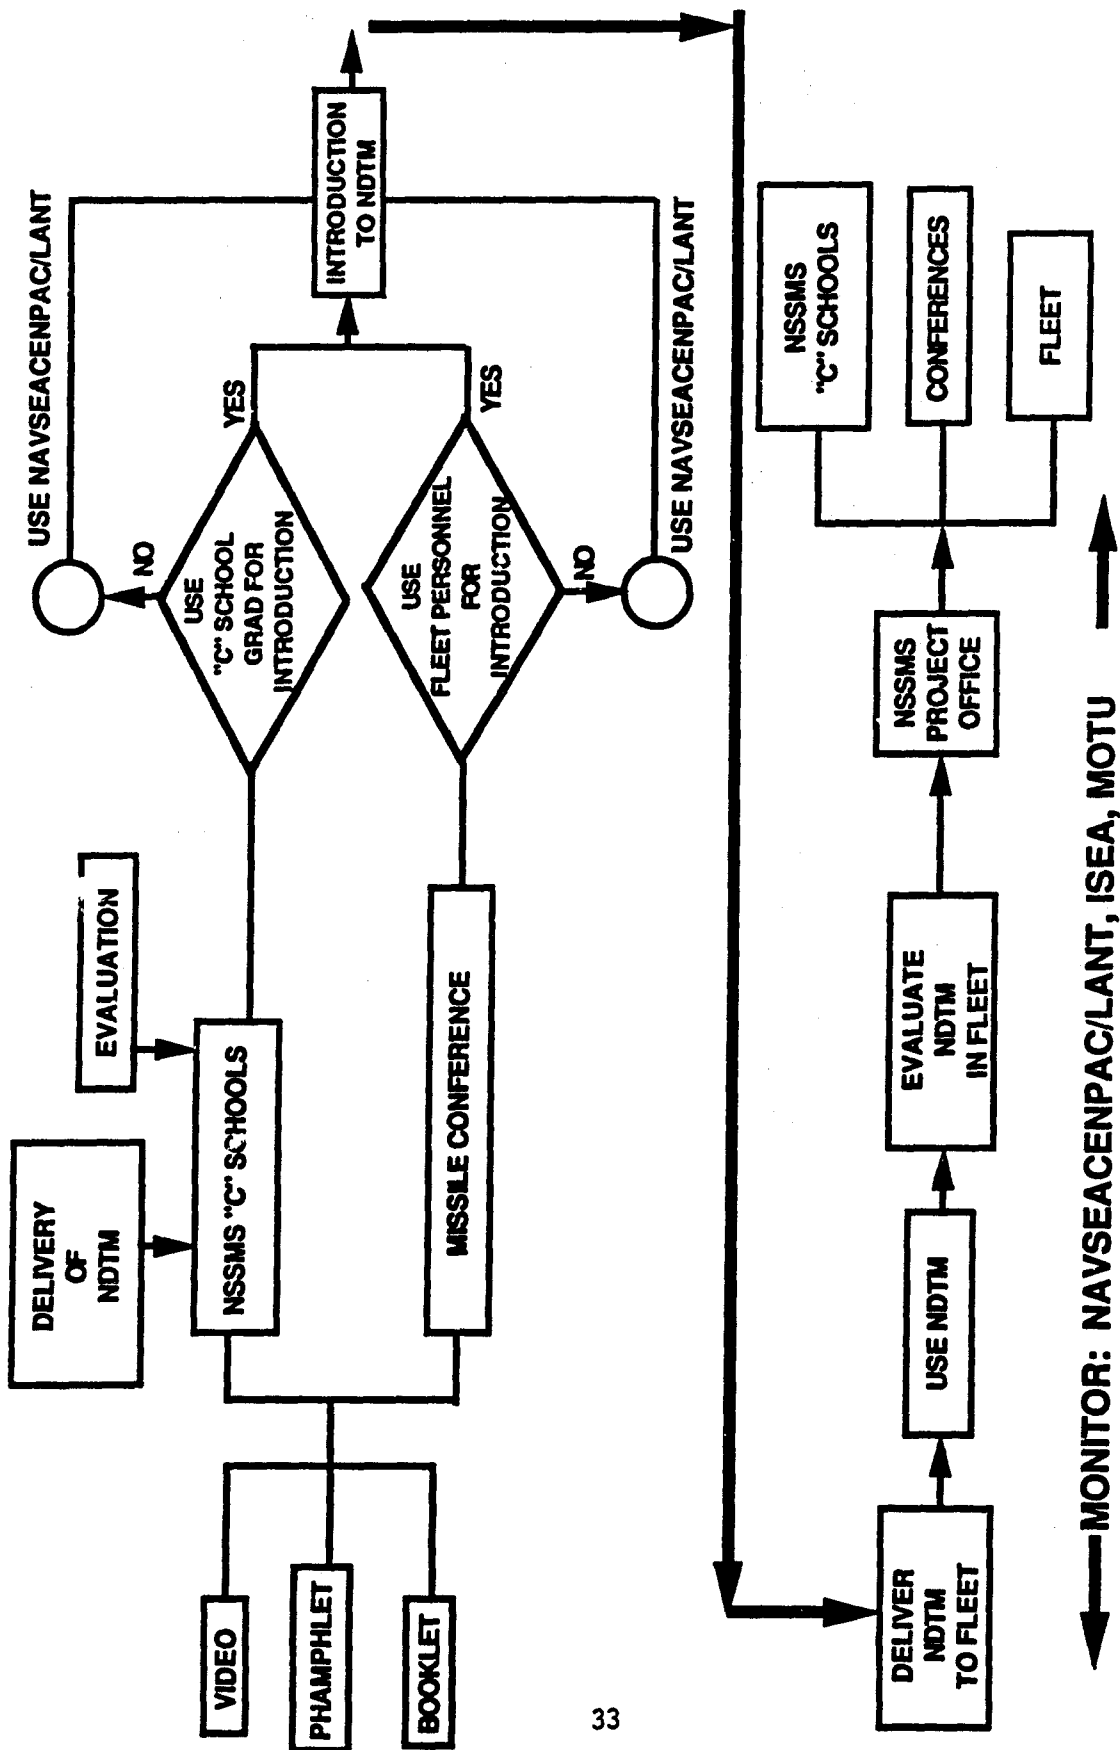 VIDEO
PHAMPHLET
BOOKLET
DELIVERY
OF
NDTM
EVALUATION
NSSMS "C" SCHOOLS
MISSILE CONFERENCE
USE
"C" SCHOOL
GRAD FOR
INTRODUCTION
NO
YES
USE NAVSEACENPAC/LANT
USE
FLEET PERSONNEL
FOR
INTRODUCTION
NO
YES
USE NAVSEACENPAC/LANT
INTRODUCTION
TO NDTM
DELIVER
NDTM
TO FLEET
USE NDTM
EVALUATE
NDTM
IN FLEET
NSSMS
PROJECT
OFFICE
NSSMS
"C" SCHOOLS
CONFERENCES
FLEET
MONITOR: NAVSEACENPAC/LANT, ISEA, MOTU
33